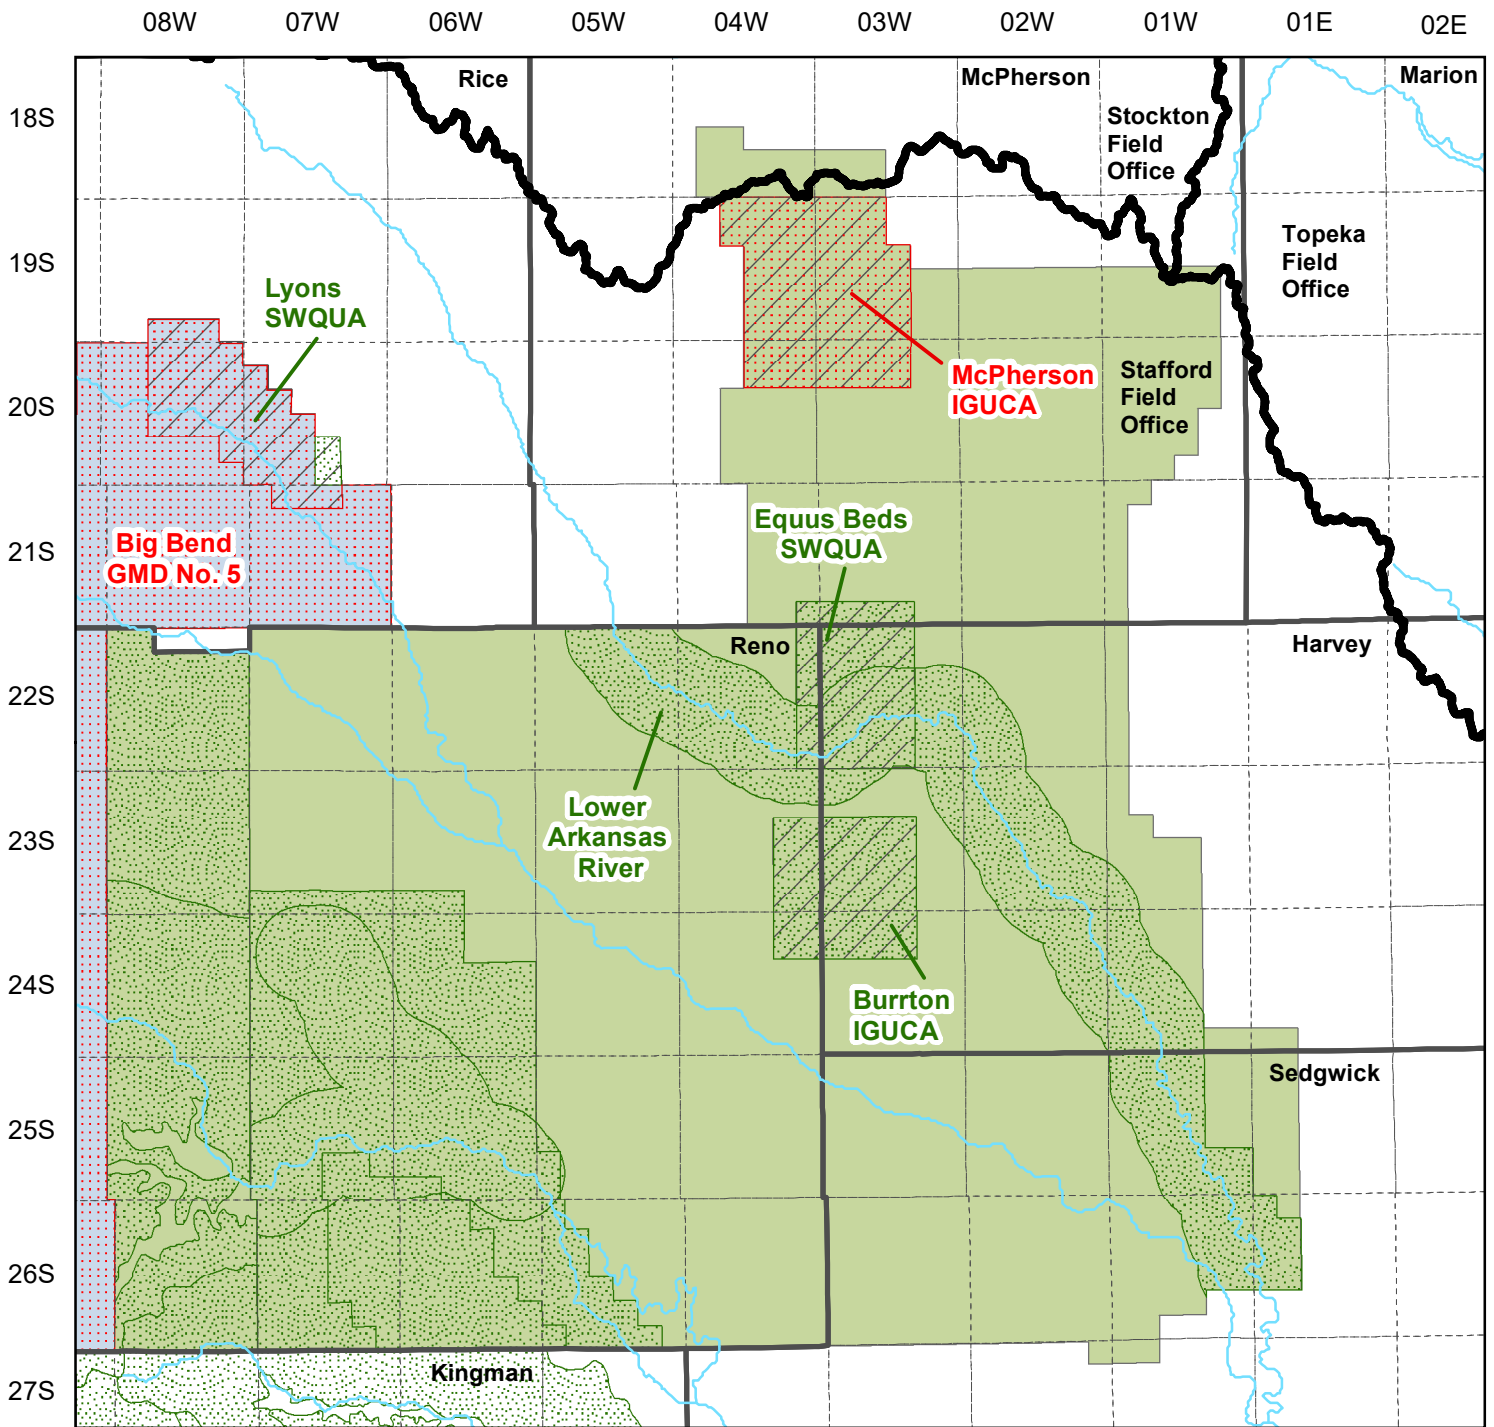 08W
07W
06W
05W
04W
03W
02W
01W
01E
02E
18S
19S
20S
21S
22S
23S
24S
25S
26S
27S
Rice
McPherson
Marion
Stockton
Field
Office
Topeka
Field
Office
Lyons
SWQUA
McPherson
IGUCA
Stafford
Field
Office
Equus Beds
SWQUA
Big Bend
GMD No. 5
Reno
Harvey
Lower
Arkansas
River
Burrton
IGUCA
Sedgwick
Kingman